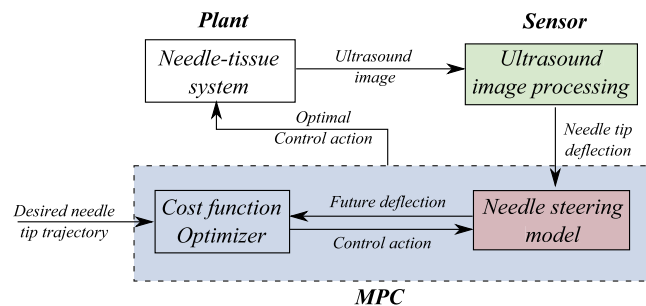 Plant
Sensor
Needle-tissue
system
Ultrasound
image
Ultrasound
image processing
Optimal
Control action
Needle tip
deflection
Desired needle
tip trajectory
Cost function
Optimizer
Future deflection
Control action
Needle steering
model
MPC